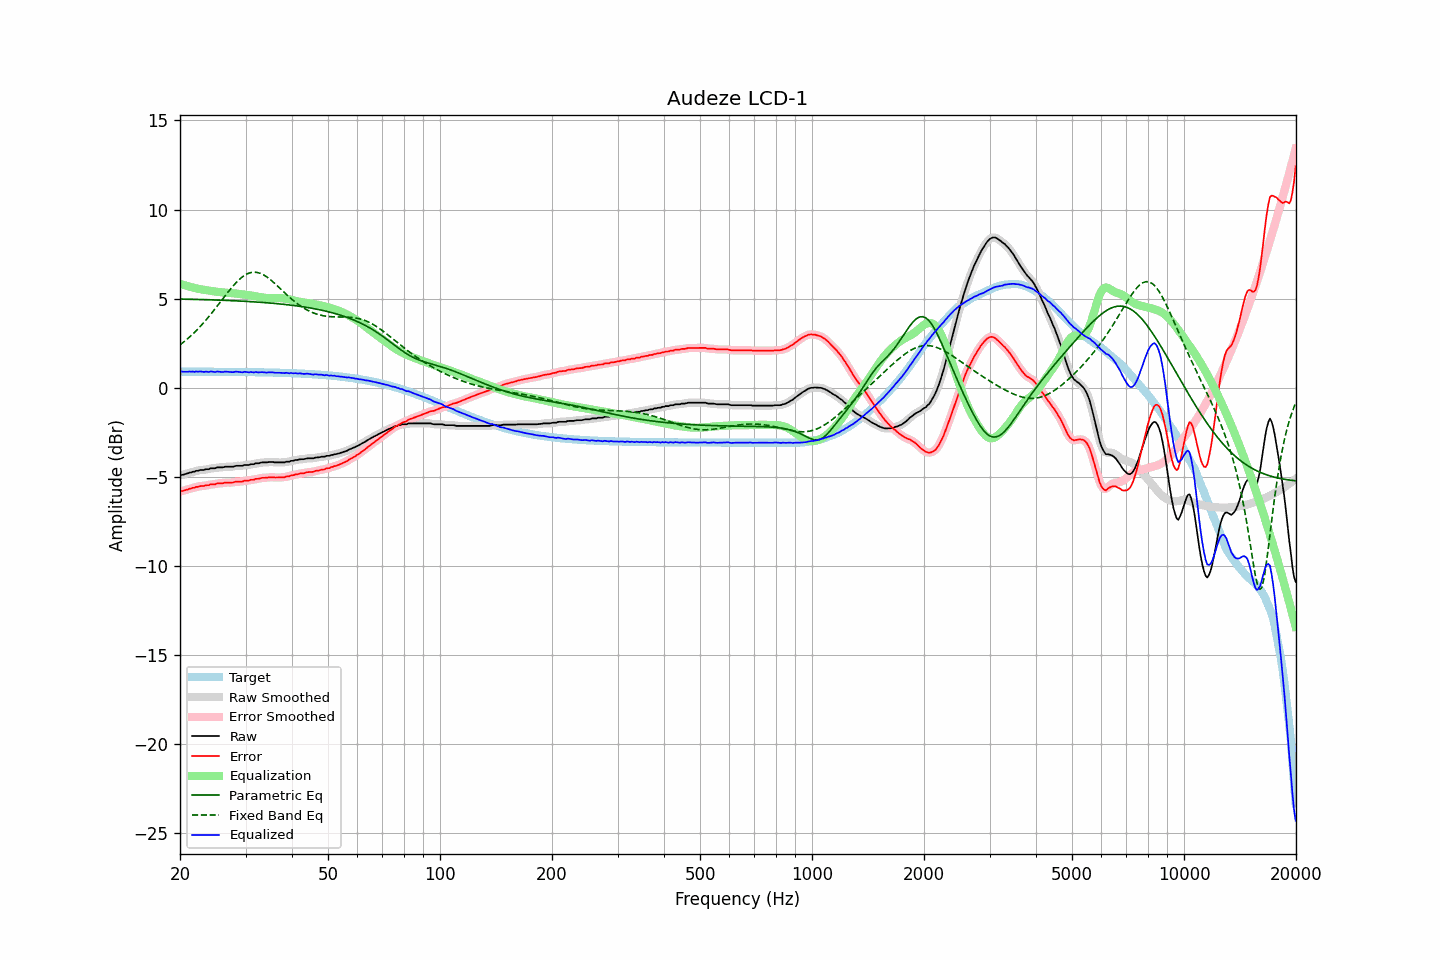 Audeze LCD-1
Amplitude (dBr)
15
10
5
0
−5
−10
−15
−20
−25
Target
Raw Smoothed
Error Smoothed
Raw
Error
Equalization
Parametric Eq
Fixed Band Eq
Equalized
20 50 100 200 500 1000 2000 5000 10000 20000
Frequency (Hz)